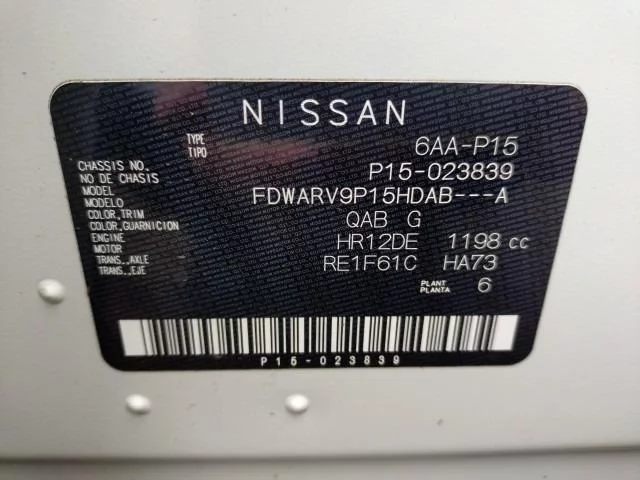 NISSAN
TYPE
TIPO
6AA-P15
CHASSIS NO.
NO DE CHASIS
P15-023839
MODEL
MODELO
FDWARV9P15HDAB---A
COLOR,TRIM
COLOR,GUARNICION
QAB G
ENGINE
MOTOR
HR12DE 1198 cc
TRANS.,AXLE
TRANS.,EJE
RE1F61C HA73
PLANT
PLANTA
6
P15-023839